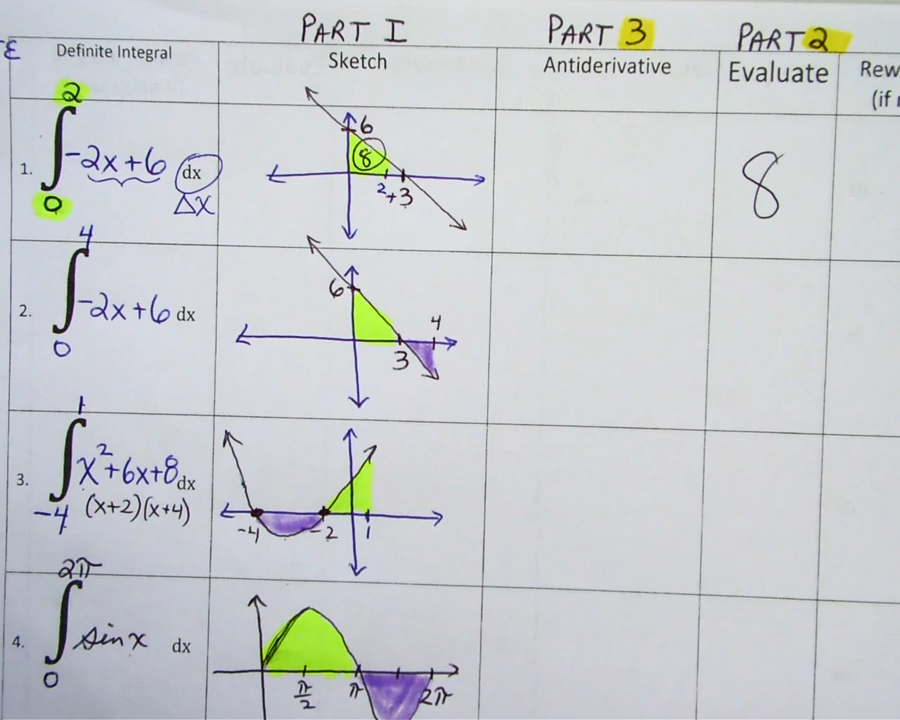 PART I PART 3 PART 2
Definite Integral Sketch Antiderivative Evaluate Rew
(if
2
6
1. ∫ -2x+6 dx 8 8
0 Δx 2 +3
4
6 4
2. ∫ -2x+6 dx
0 3
1
3. ∫ x²+6x+8 dx
-4 (x+2)(x+4) -4 -2 1
2π
4. ∫ sin x dx
0 π/2 π 2π